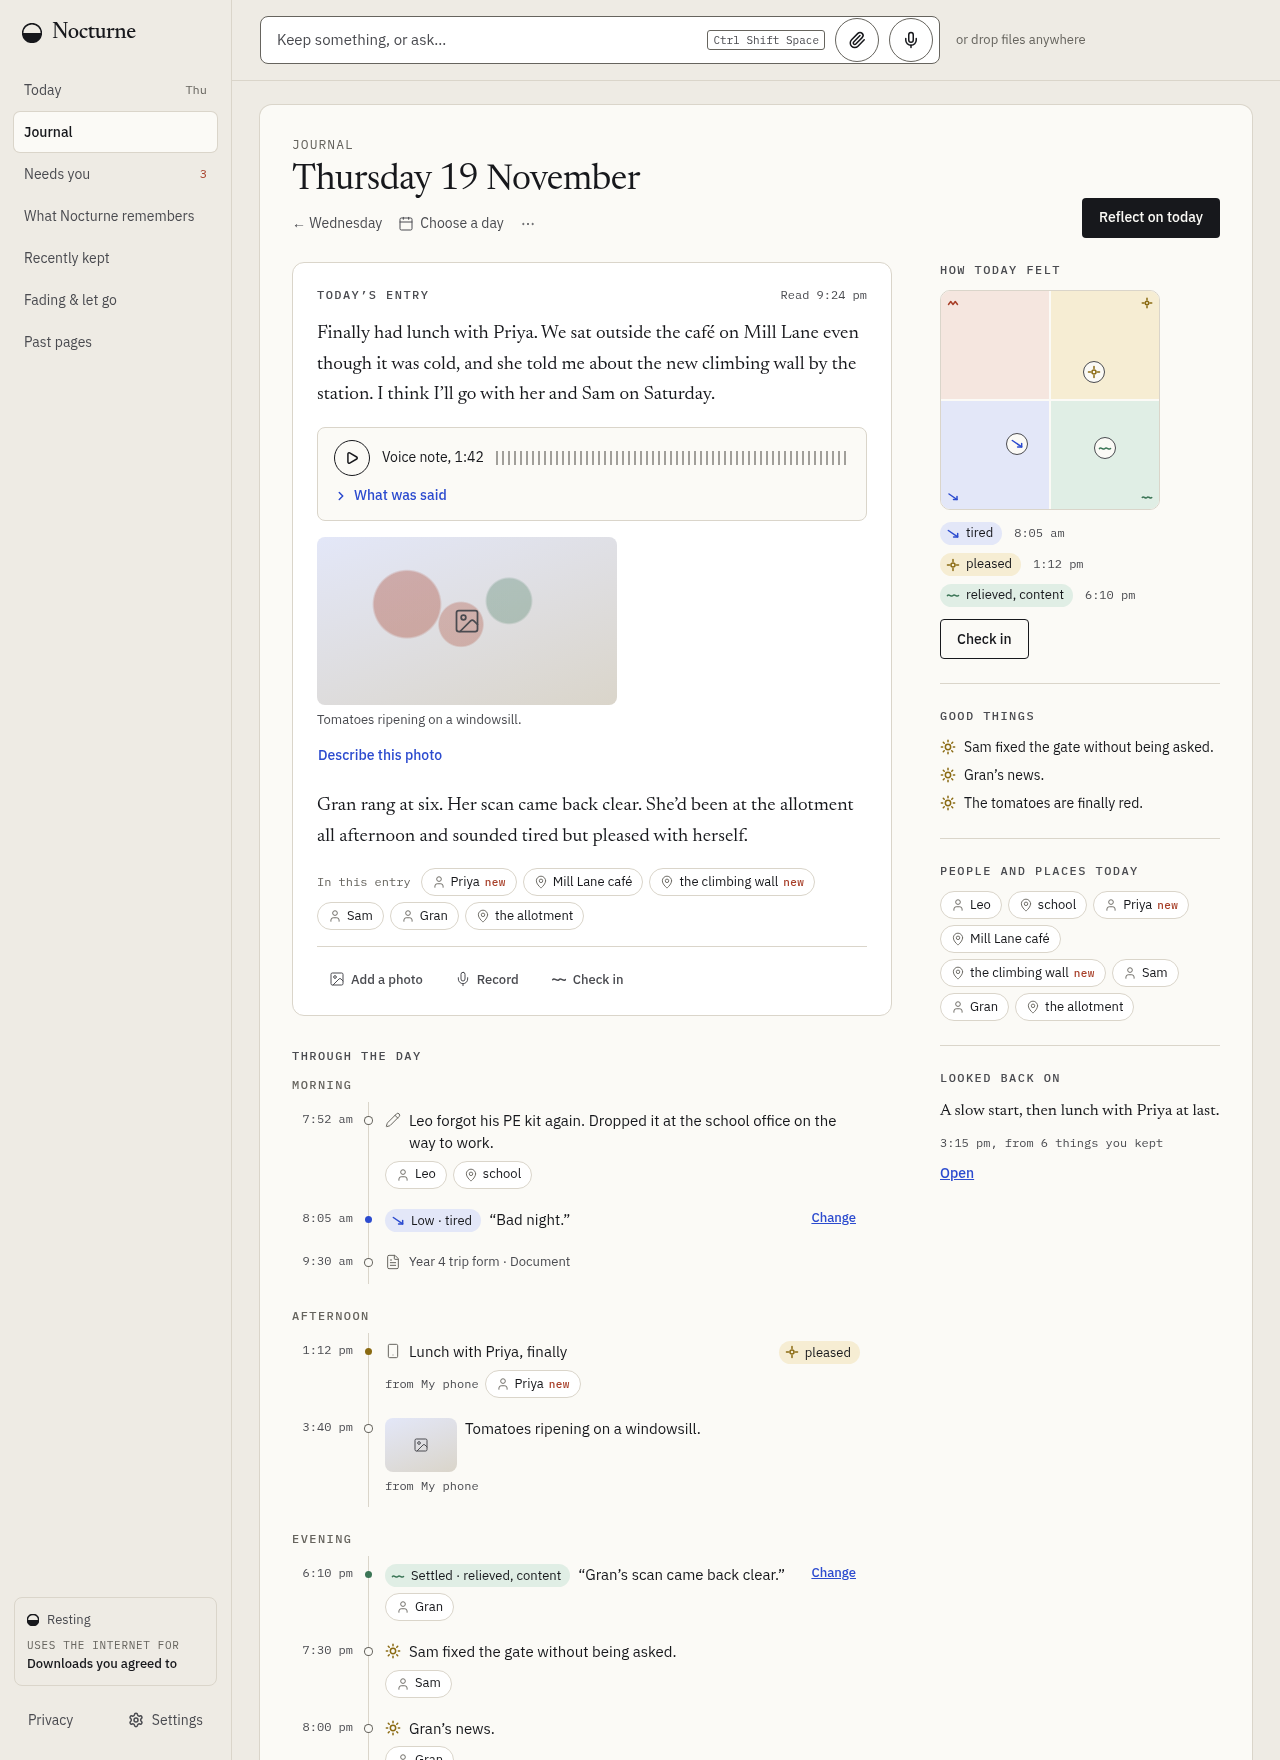 Nocturne
Today Thu
Journal
Needs you 3
What Nocturne remembers
Recently kept
Fading & let go
Past pages
Resting
USES THE INTERNET FOR
Downloads you agreed to
Privacy Settings
Keep something, or ask… Ctrl Shift Space or drop files anywhere
JOURNAL
Thursday 19 November
← Wednesday Choose a day ···
Reflect on today
TODAY’S ENTRY Read 9:24 pm
Finally had lunch with Priya. We sat outside the café on Mill Lane even
though it was cold, and she told me about the new climbing wall by the
station. I think I’ll go with her and Sam on Saturday.
Voice note, 1:42
What was said
Tomatoes ripening on a windowsill.
Describe this photo
Gran rang at six. Her scan came back clear. She’d been at the allotment
all afternoon and sounded tired but pleased with herself.
In this entry Priya new Mill Lane café the climbing wall new
Sam Gran the allotment
Add a photo Record Check in
THROUGH THE DAY
MORNING
7:52 am Leo forgot his PE kit again. Dropped it at the school office on the
way to work.
Leo school
8:05 am Low · tired “Bad night.” Change
9:30 am Year 4 trip form · Document
AFTERNOON
1:12 pm Lunch with Priya, finally pleased
from My phone Priya new
3:40 pm Tomatoes ripening on a windowsill.
from My phone
EVENING
6:10 pm Settled · relieved, content “Gran’s scan came back clear.” Change
Gran
7:30 pm Sam fixed the gate without being asked.
Sam
8:00 pm Gran’s news.
Gran
HOW TODAY FELT
tired 8:05 am
pleased 1:12 pm
relieved, content 6:10 pm
Check in
GOOD THINGS
Sam fixed the gate without being asked.
Gran’s news.
The tomatoes are finally red.
PEOPLE AND PLACES TODAY
Leo school Priya new
Mill Lane café
the climbing wall new Sam
Gran the allotment
LOOKED BACK ON
A slow start, then lunch with Priya at last.
3:15 pm, from 6 things you kept
Open